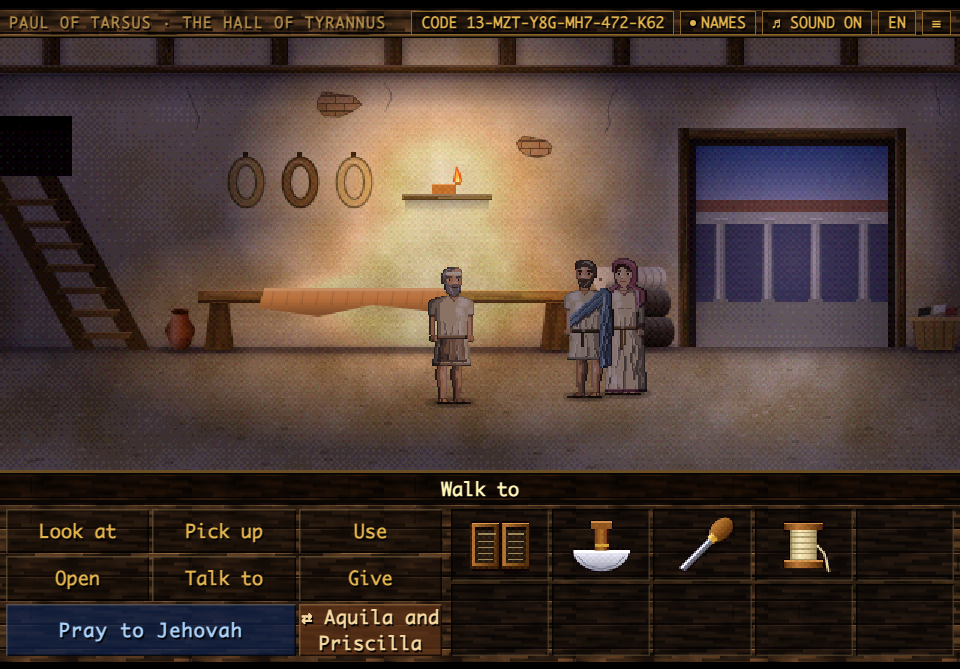 PAUL OF TARSUS · THE HALL OF TYRANNUS
CODE 13-MZT-Y8G-MH7-472-K62
• NAMES
♬ SOUND ON
EN
≡
Walk to
Look at
Pick up
Use
Open
Talk to
Give
Pray to Jehovah
⇄ Aquila and
Priscilla